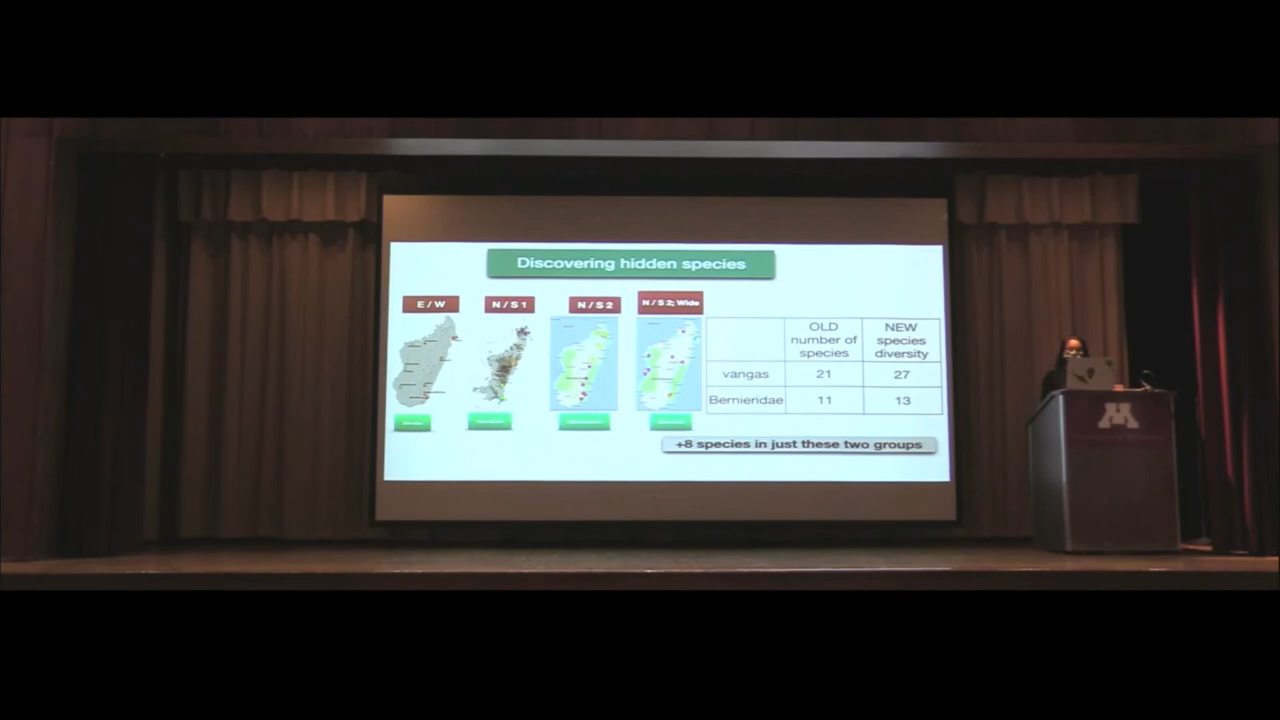 Discovering hidden species
E / W
N / S 1
N / S 2
N / S 2; Wide
OLD number of species
NEW species diversity
vangas 21 27
Bernieridae 11 13
+8 species in just these two groups
M